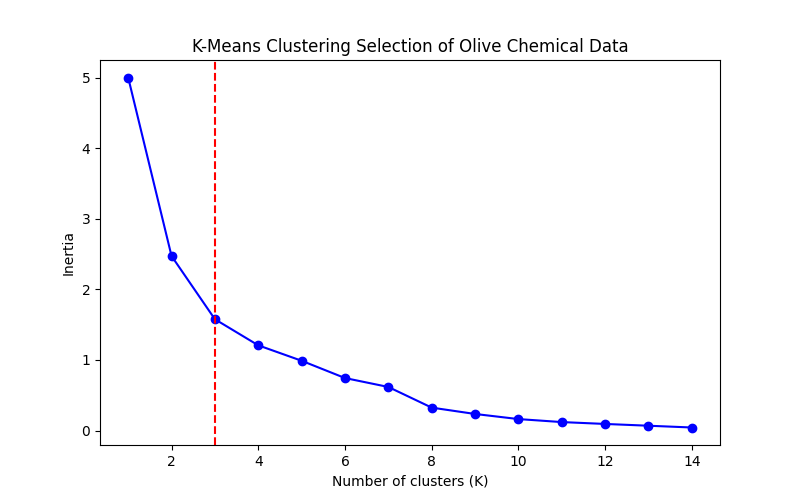 K-Means Clustering Selection of Olive Chemical Data
5
4
3
2
1
0
Inertia
2 4 6 8 10 12 14
Number of clusters (K)